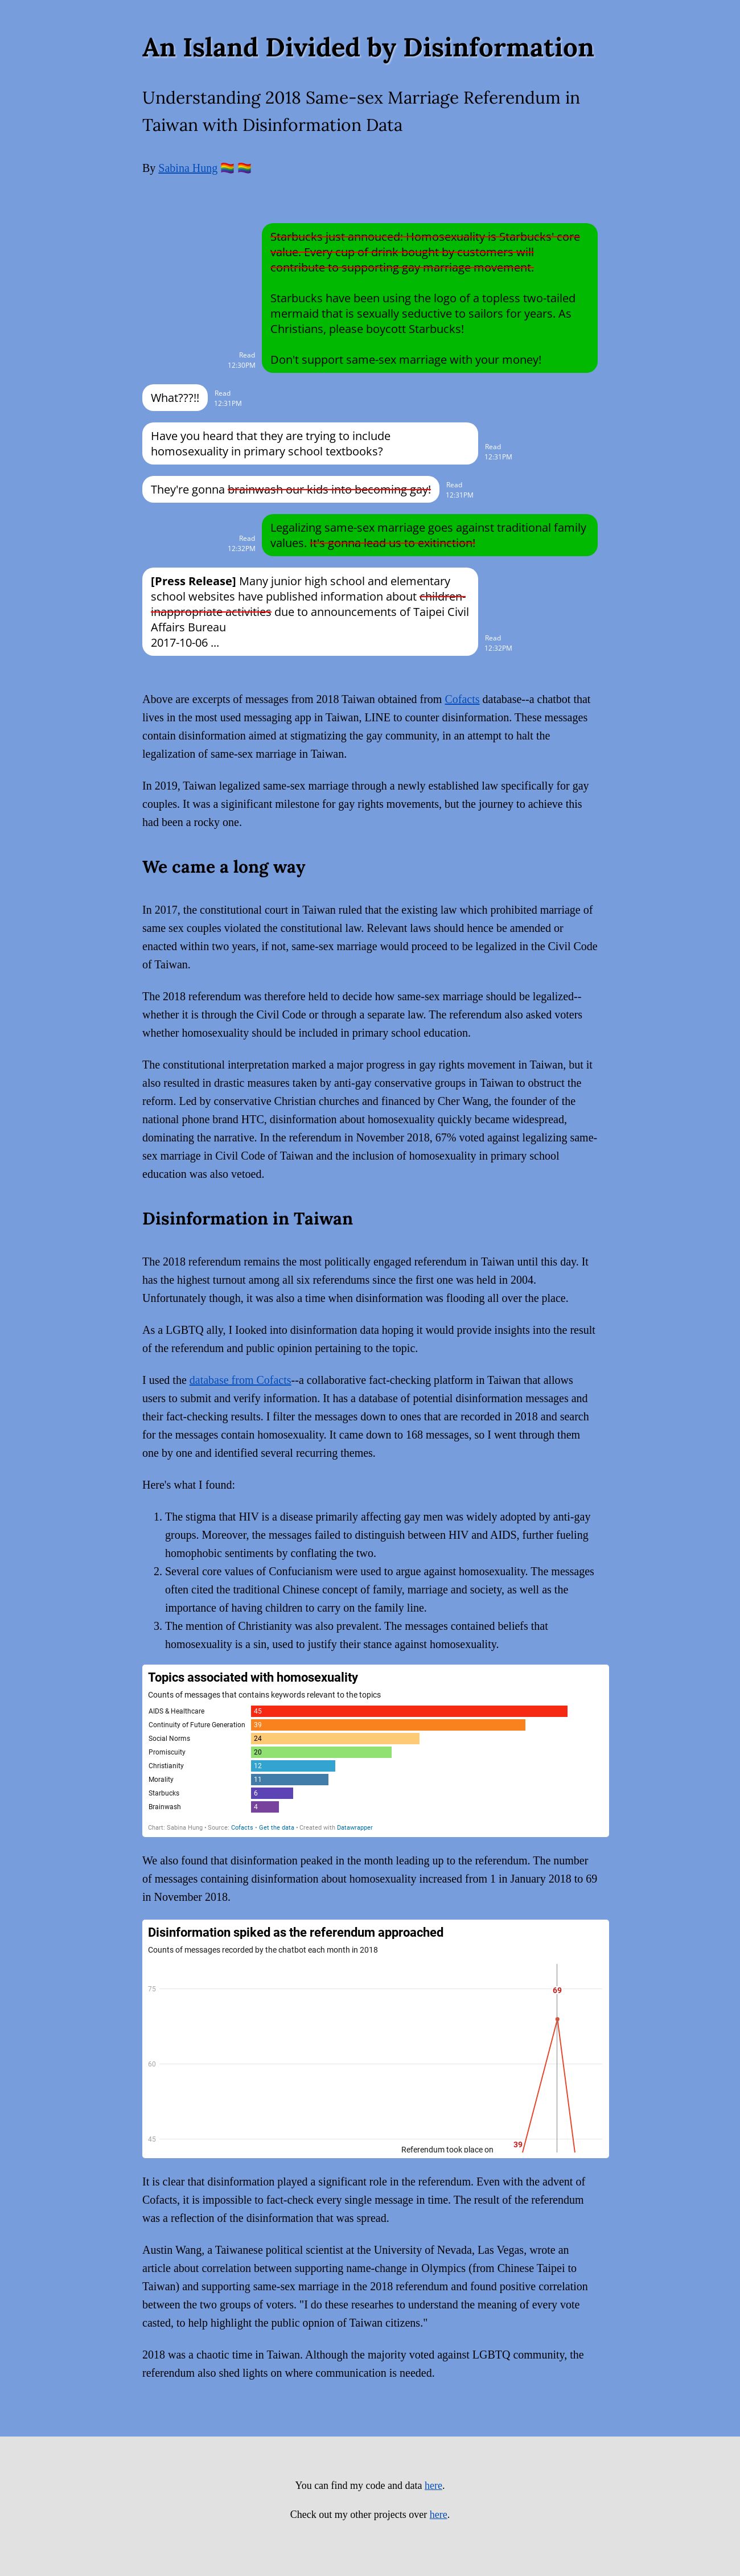 An Island Divided by Disinformation
Understanding 2018 Same-sex Marriage Referendum in
Taiwan with Disinformation Data
By Sabina Hung 🏳️‍🌈 🏳️‍🌈
Starbucks just annouced: Homosexuality is Starbucks' core
value. Every cup of drink bought by customers will
contribute to supporting gay marriage movement.
Starbucks have been using the logo of a topless two-tailed
mermaid that is sexually seductive to sailors for years. As
Christians, please boycott Starbucks!
Don't support same-sex marriage with your money!
Read
12:30PM
What???!!
Read
12:31PM
Have you heard that they are trying to include
homosexuality in primary school textbooks?
Read
12:31PM
They're gonna brainwash our kids into becoming gay!
Read
12:31PM
Legalizing same-sex marriage goes against traditional family
values. It's gonna lead us to exitinction!
Read
12:32PM
[Press Release] Many junior high school and elementary
school websites have published information about children-
inappropriate activities due to announcements of Taipei Civil
Affairs Bureau
2017-10-06 ...
Read
12:32PM
Above are excerpts of messages from 2018 Taiwan obtained from Cofacts database--a chatbot that
lives in the most used messaging app in Taiwan, LINE to counter disinformation. These messages
contain disinformation aimed at stigmatizing the gay community, in an attempt to halt the
legalization of same-sex marriage in Taiwan.
In 2019, Taiwan legalized same-sex marriage through a newly established law specifically for gay
couples. It was a siginificant milestone for gay rights movements, but the journey to achieve this
had been a rocky one.
We came a long way
In 2017, the constitutional court in Taiwan ruled that the existing law which prohibited marriage of
same sex couples violated the constitutional law. Relevant laws should hence be amended or
enacted within two years, if not, same-sex marriage would proceed to be legalized in the Civil Code
of Taiwan.
The 2018 referendum was therefore held to decide how same-sex marriage should be legalized--
whether it is through the Civil Code or through a separate law. The referendum also asked voters
whether homosexuality should be included in primary school education.
The constitutional interpretation marked a major progress in gay rights movement in Taiwan, but it
also resulted in drastic measures taken by anti-gay conservative groups in Taiwan to obstruct the
reform. Led by conservative Christian churches and financed by Cher Wang, the founder of the
national phone brand HTC, disinformation about homosexuality quickly became widespread,
dominating the narrative. In the referendum in November 2018, 67% voted against legalizing same-
sex marriage in Civil Code of Taiwan and the inclusion of homosexuality in primary school
education was also vetoed.
Disinformation in Taiwan
The 2018 referendum remains the most politically engaged referendum in Taiwan until this day. It
has the highest turnout among all six referendums since the first one was held in 2004.
Unfortunately though, it was also a time when disinformation was flooding all over the place.
As a LGBTQ ally, I Iooked into disinformation data hoping it would provide insights into the result
of the referendum and public opinion pertaining to the topic.
I used the database from Cofacts--a collaborative fact-checking platform in Taiwan that allows
users to submit and verify information. It has a database of potential disinformation messages and
their fact-checking results. I filter the messages down to ones that are recorded in 2018 and search
for the messages contain homosexuality. It came down to 168 messages, so I went through them
one by one and identified several recurring themes.
Here's what I found:
1. The stigma that HIV is a disease primarily affecting gay men was widely adopted by anti-gay
groups. Moreover, the messages failed to distinguish between HIV and AIDS, further fueling
homophobic sentiments by conflating the two.
2. Several core values of Confucianism were used to argue against homosexuality. The messages
often cited the traditional Chinese concept of family, marriage and society, as well as the
importance of having children to carry on the family line.
3. The mention of Christianity was also prevalent. The messages contained beliefs that
homosexuality is a sin, used to justify their stance against homosexuality.
Topics associated with homosexuality
Counts of messages that contains keywords relevant to the topics
AIDS & Healthcare 45
Continuity of Future Generation 39
Social Norms 24
Promiscuity 20
Christianity 12
Morality 11
Starbucks 6
Brainwash 4
Chart: Sabina Hung • Source: Cofacts • Get the data • Created with Datawrapper
We also found that disinformation peaked in the month leading up to the referendum. The number
of messages containing disinformation about homosexuality increased from 1 in January 2018 to 69
in November 2018.
Disinformation spiked as the referendum approached
Counts of messages recorded by the chatbot each month in 2018
75
69
60
45
39
Referendum took place on
It is clear that disinformation played a significant role in the referendum. Even with the advent of
Cofacts, it is impossible to fact-check every single message in time. The result of the referendum
was a reflection of the disinformation that was spread.
Austin Wang, a Taiwanese political scientist at the University of Nevada, Las Vegas, wrote an
article about correlation between supporting name-change in Olympics (from Chinese Taipei to
Taiwan) and supporting same-sex marriage in the 2018 referendum and found positive correlation
between the two groups of voters. "I do these researhes to understand the meaning of every vote
casted, to help highlight the public opnion of Taiwan citizens."
2018 was a chaotic time in Taiwan. Although the majority voted against LGBTQ community, the
referendum also shed lights on where communication is needed.
You can find my code and data here.
Check out my other projects over here.